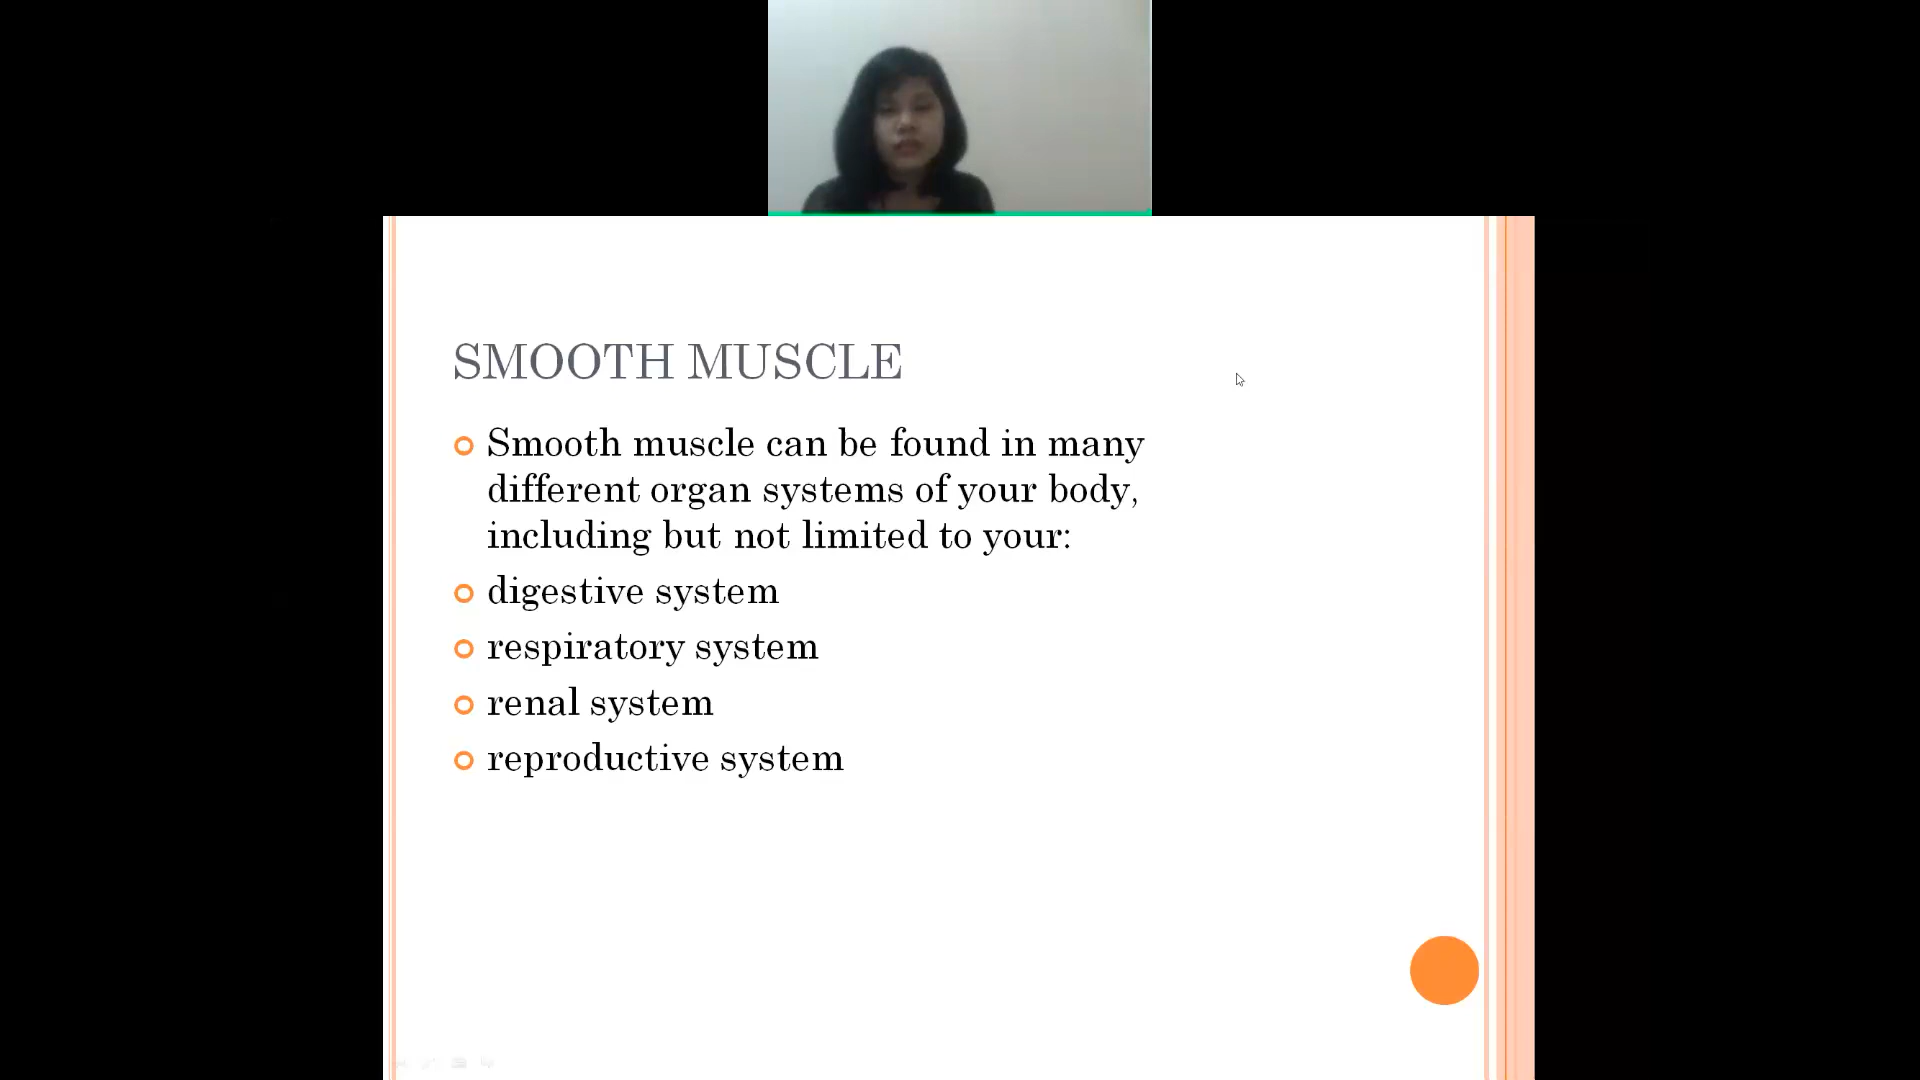 SMOOTH MUSCLE
Smooth muscle can be found in many
different organ systems of your body,
including but not limited to your:
digestive system
respiratory system
renal system
reproductive system